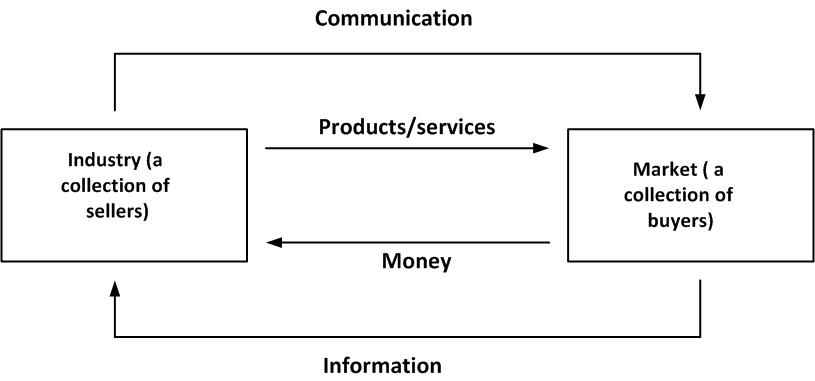 Communication
Products/services
Industry (a
collection of
sellers)
Market ( a
collection of
buyers)
Money
Information